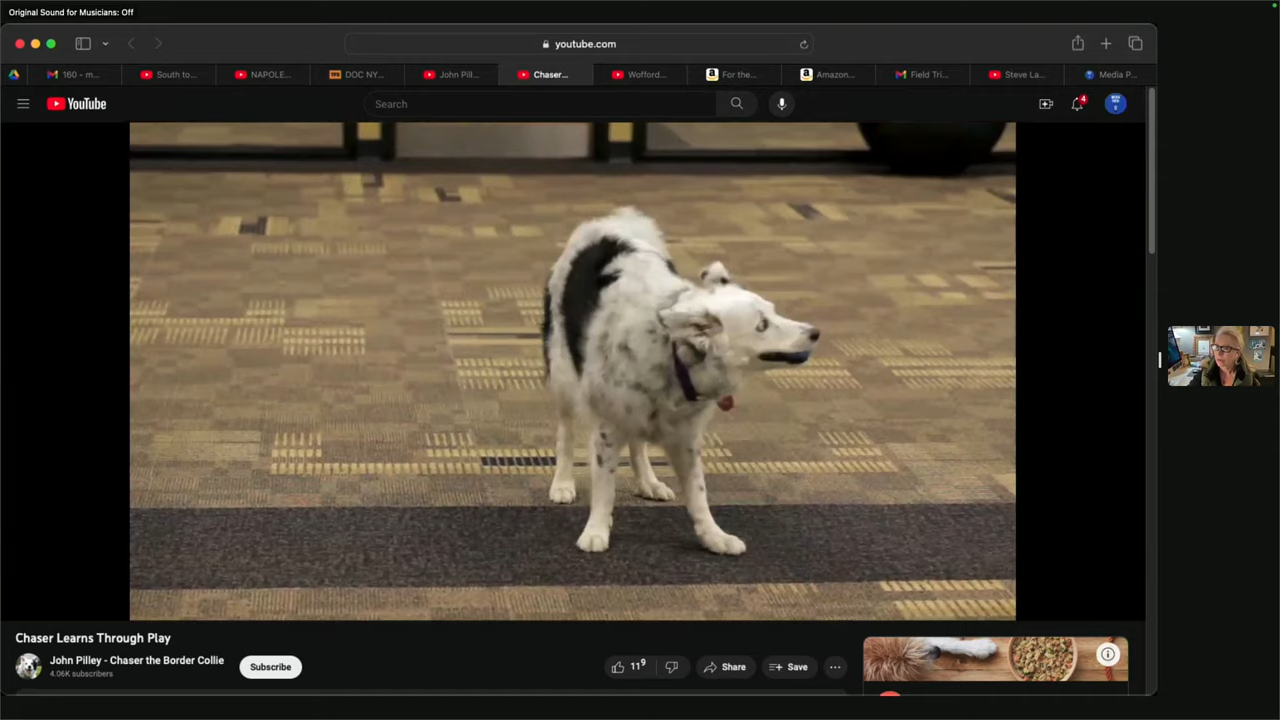 Original Sound for Musicians: Off
youtube.com
160 - m...
South to...
NAPOLE...
DOC NY...
John Pill...
Chaser...
Wofford...
For the...
Amazon...
Field Tri...
Steve La...
Media P...
YouTube
Search
4
Chaser Learns Through Play
John Pilley - Chaser the Border Collie
4.06K subscribers
Subscribe
Share
Save